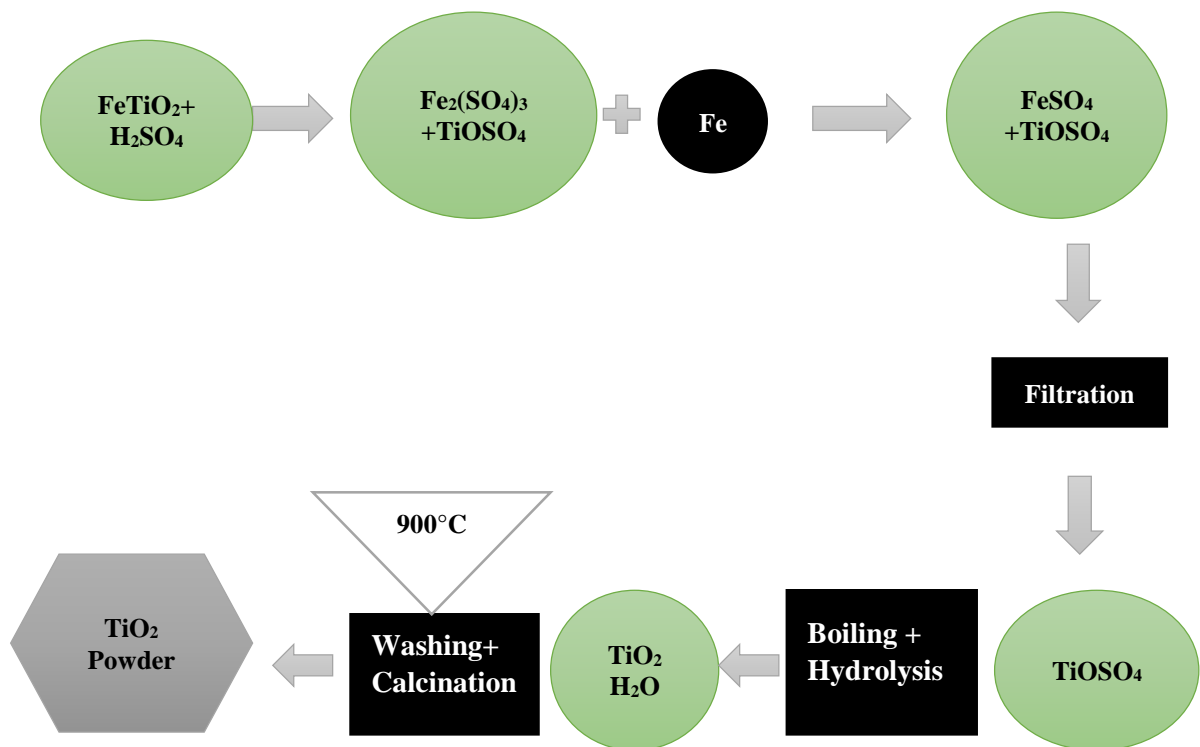 FeTiO₂+
H₂SO₄
Fe₂(SO₄)₃
+TiOSO₄
Fe
FeSO₄
+TiOSO₄
Filtration
TiOSO₄
Boiling +
Hydrolysis
TiO₂
H₂O
900°C
Washing+
Calcination
TiO₂
Powder